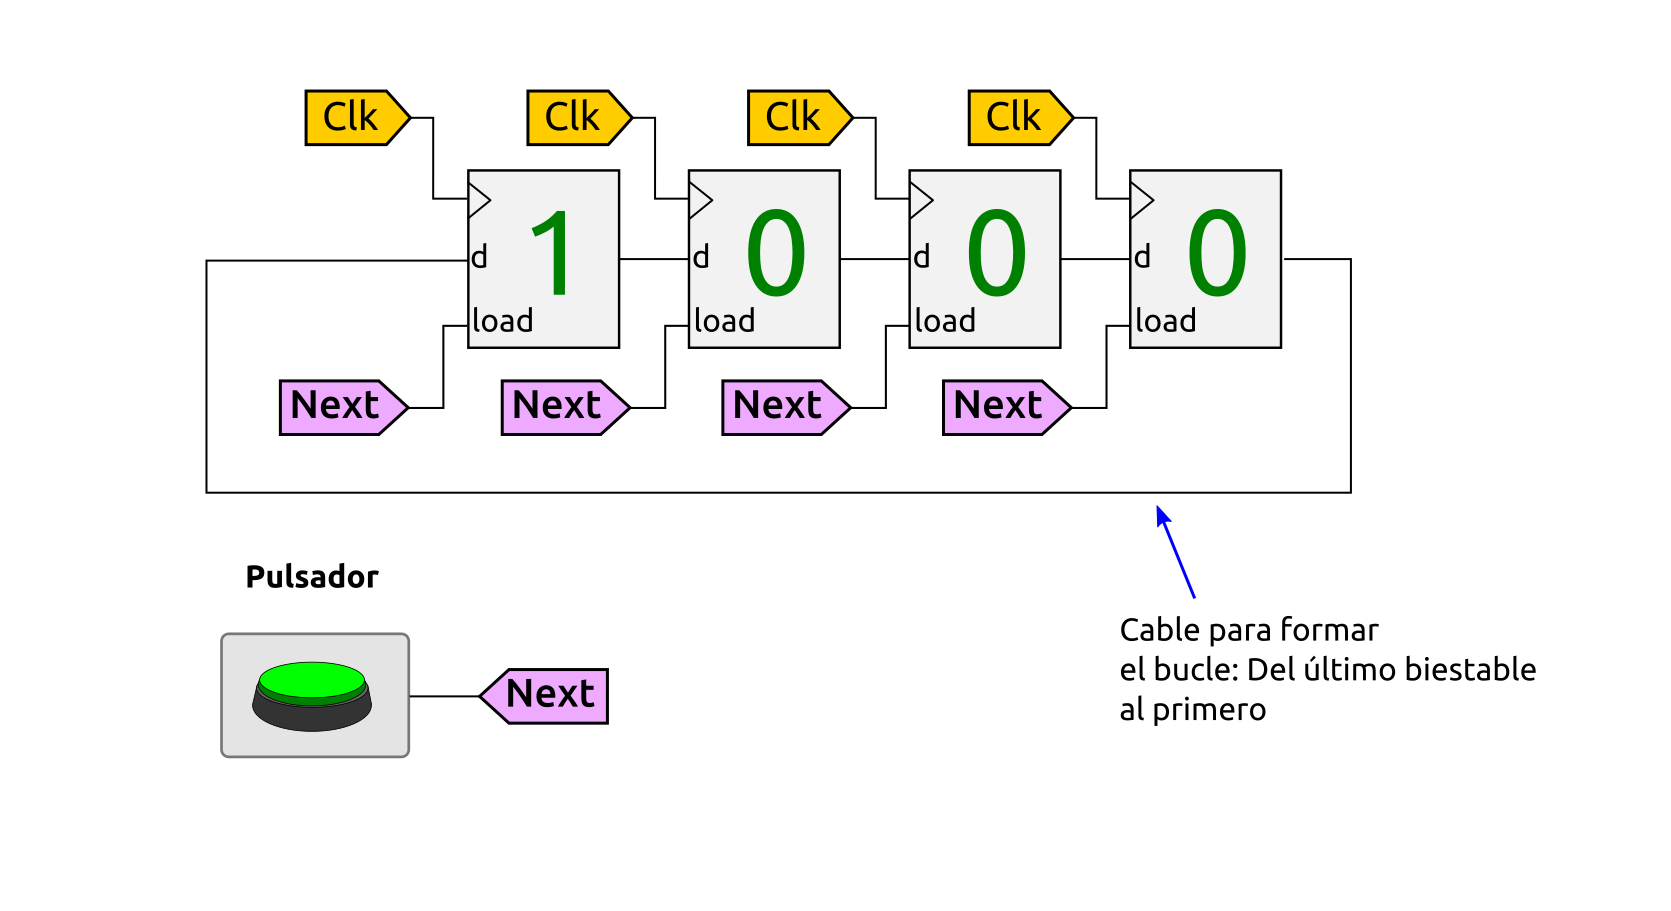 Clk Clk Clk Clk
1 0 0 0
d d d d
load load load load
Next Next Next Next
Pulsador
Next
Cable para formar
el bucle: Del último biestable
al primero